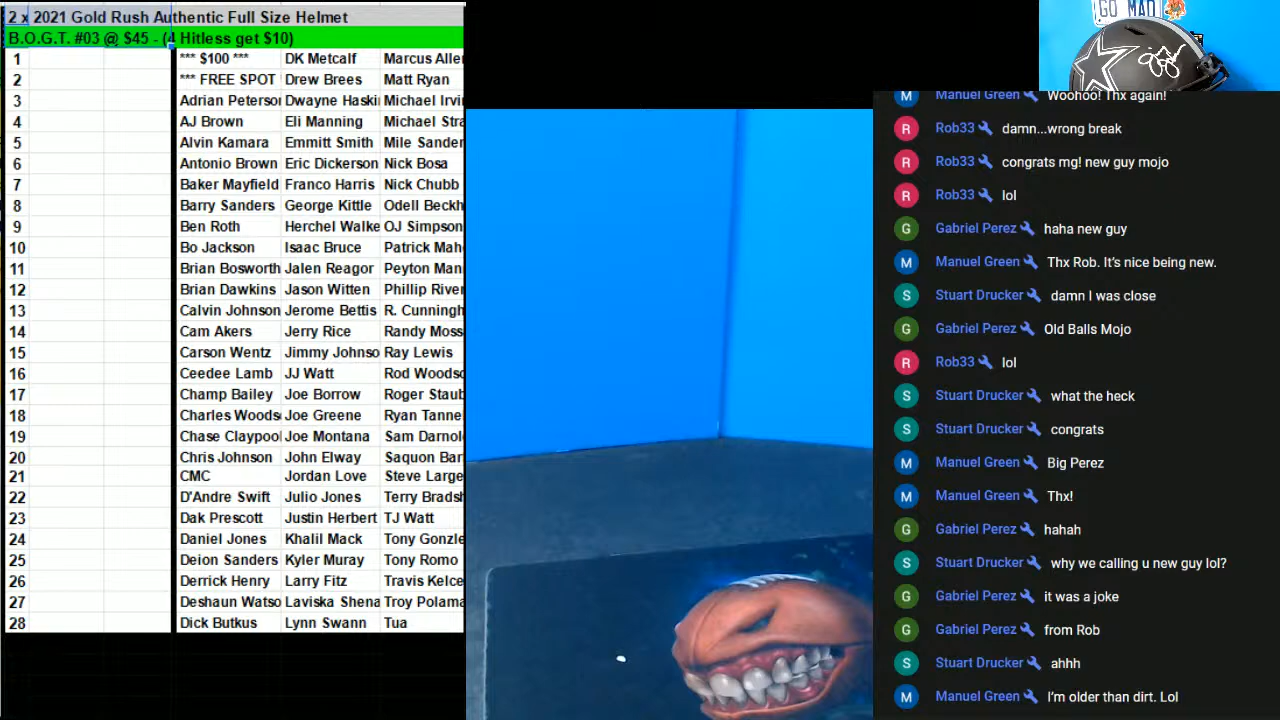 2 x 2021 Gold Rush Authentic Full Size Helmet
B.O.G.T. #03 @ $45 - (4 Hitless get $10)
1 *** $100 *** DK Metcalf Marcus Aller
2 *** FREE SPOT Drew Brees Matt Ryan
3 Adrian Peterso Dwayne Haski Michael Irvi
4 AJ Brown Eli Manning Michael Stra
5 Alvin Kamara Emmitt Smith Mile Sander
6 Antonio Brown Eric Dickerson Nick Bosa
7 Baker Mayfield Franco Harris Nick Chubb
8 Barry Sanders George Kittle Odell Beckh
9 Ben Roth Herchel Walke OJ Simpson
10 Bo Jackson Isaac Bruce Patrick Mah
11 Brian Bosworth Jalen Reagor Peyton Man
12 Brian Dawkins Jason Witten Phillip River
13 Calvin Johnson Jerome Bettis R. Cunningh
14 Cam Akers Jerry Rice Randy Moss
15 Carson Wentz Jimmy Johnso Ray Lewis
16 Ceedee Lamb JJ Watt Rod Woodso
17 Champ Bailey Joe Borrow Roger Staub
18 Charles Woods Joe Greene Ryan Tanne
19 Chase Claypool Joe Montana Sam Darnol
20 Chris Johnson John Elway Saquon Bar
21 CMC Jordan Love Steve Large
22 D'Andre Swift Julio Jones Terry Bradsh
23 Dak Prescott Justin Herbert TJ Watt
24 Daniel Jones Khalil Mack Tony Gonzle
25 Deion Sanders Kyler Muray Tony Romo
26 Derrick Henry Larry Fitz Travis Kelce
27 Deshaun Watso Laviska Shena Troy Polama
28 Dick Butkus Lynn Swann Tua
GO MAD
M Manuel Green Woohoo! Thx again!
R Rob33 damn...wrong break
R Rob33 congrats mg! new guy mojo
R Rob33 lol
G Gabriel Perez haha new guy
M Manuel Green Thx Rob. It's nice being new.
S Stuart Drucker damn I was close
G Gabriel Perez Old Balls Mojo
R Rob33 lol
S Stuart Drucker what the heck
S Stuart Drucker congrats
M Manuel Green Big Perez
M Manuel Green Thx!
G Gabriel Perez hahah
S Stuart Drucker why we calling u new guy lol?
G Gabriel Perez it was a joke
G Gabriel Perez from Rob
S Stuart Drucker ahhh
M Manuel Green I'm older than dirt. Lol